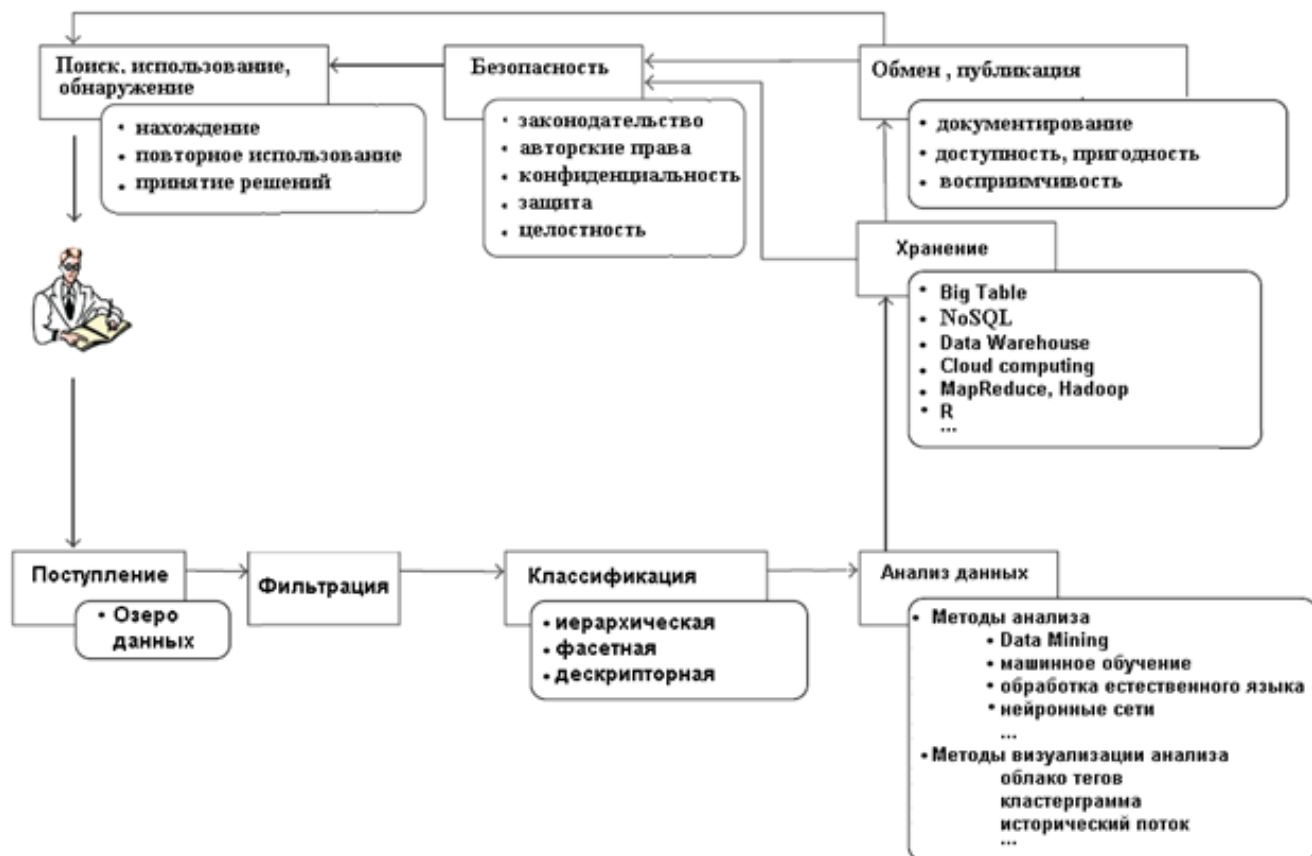 Поиск, использование,
обнаружение
• нахождение
• повторное использование
• принятие решений
Безопасность
• законодательство
• авторские права
• конфиденциальность
• защита
• целостность
Обмен , публикация
• документирование
• доступность, пригодность
• восприимчивость
Хранение
• Big Table
• NoSQL
• Data Warehouse
• Cloud computing
• MapReduce, Hadoop
• R
...
Поступление
• Озеро
данных
Фильтрация
Классификация
• иерархическая
• фасетная
• дескрипторная
Анализ данных
• Методы анализа
• Data Mining
• машинное обучение
• обработка естественного языка
• нейронные сети
...
• Методы визуализации анализа
облако тегов
кластерграмма
исторический поток
...